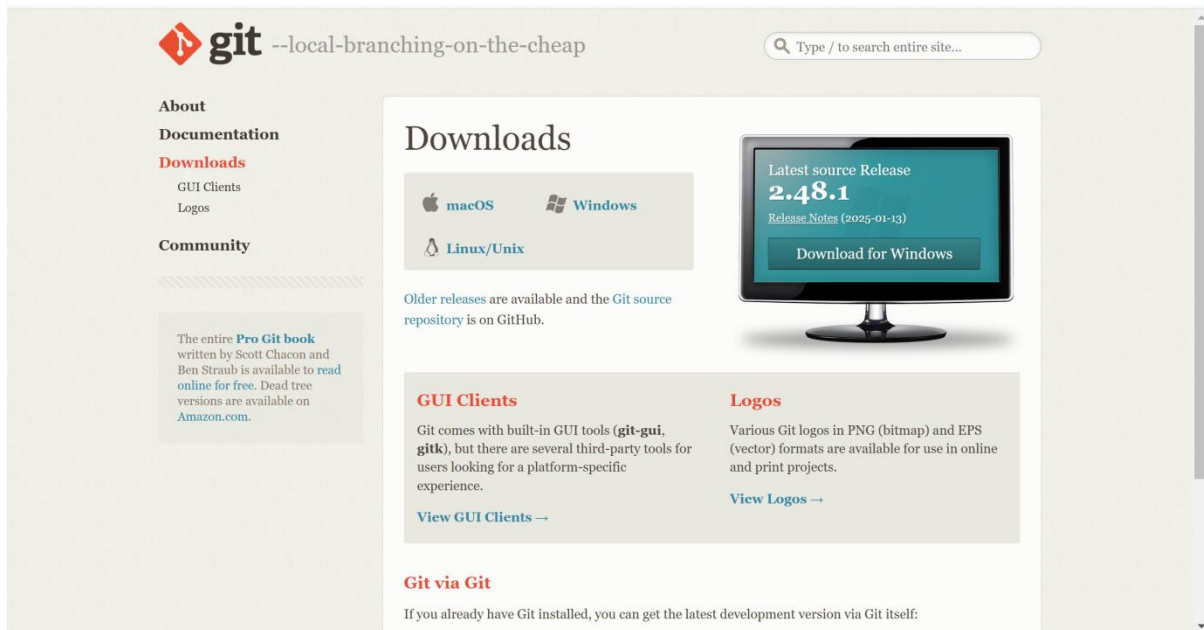 git --local-branching-on-the-cheap
Type / to search entire site...
About
Documentation
Downloads
GUI Clients
Logos
Community
The entire Pro Git book
written by Scott Chacon and
Ben Straub is available to read
online for free. Dead tree
versions are available on
Amazon.com.
Downloads
macOS
Windows
Linux/Unix
Older releases are available and the Git source
repository is on GitHub.
Latest source Release
2.48.1
Release Notes (2025-01-13)
Download for Windows
GUI Clients
Git comes with built-in GUI tools (git-gui,
gitk), but there are several third-party tools for
users looking for a platform-specific
experience.
View GUI Clients →
Logos
Various Git logos in PNG (bitmap) and EPS
(vector) formats are available for use in online
and print projects.
View Logos →
Git via Git
If you already have Git installed, you can get the latest development version via Git itself: